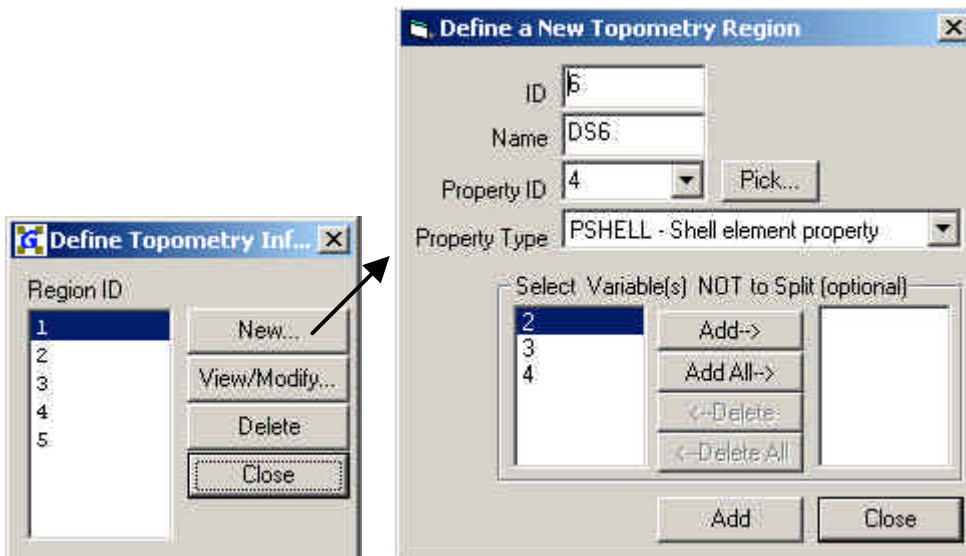 Define Topometry Inf...
Region ID
1
2
3
4
5
New...
View/Modify...
Delete
Close
Define a New Topometry Region
ID 6
Name DS6
Property ID 4 Pick...
Property Type PSHELL - Shell element property
Select Variable(s) NOT to Split (optional)
2
3
4
Add-->
Add All->
<--Delete
<--Delete All
Add Close